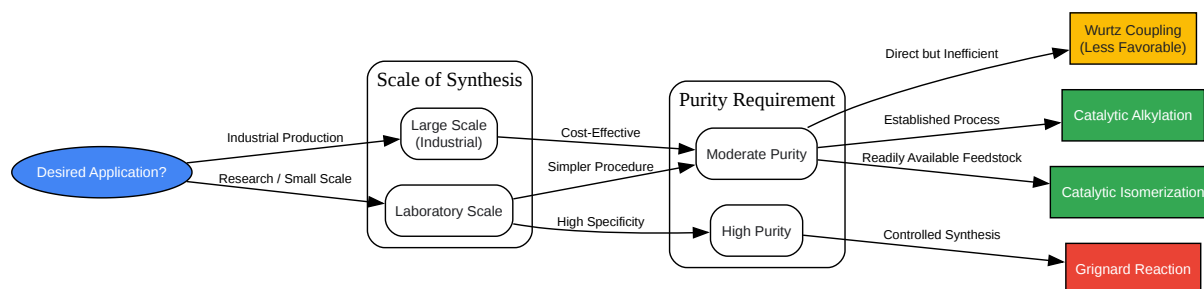 Desired Application?
Industrial Production
Research / Small Scale
Scale of Synthesis
Large Scale
(Industrial)
Laboratory Scale
Cost-Effective
Simpler Procedure
High Specificity
Purity Requirement
Moderate Purity
High Purity
Direct but Inefficient
Established Process
Readily Available Feedstock
Controlled Synthesis
Wurtz Coupling
(Less Favorable)
Catalytic Alkylation
Catalytic Isomerization
Grignard Reaction